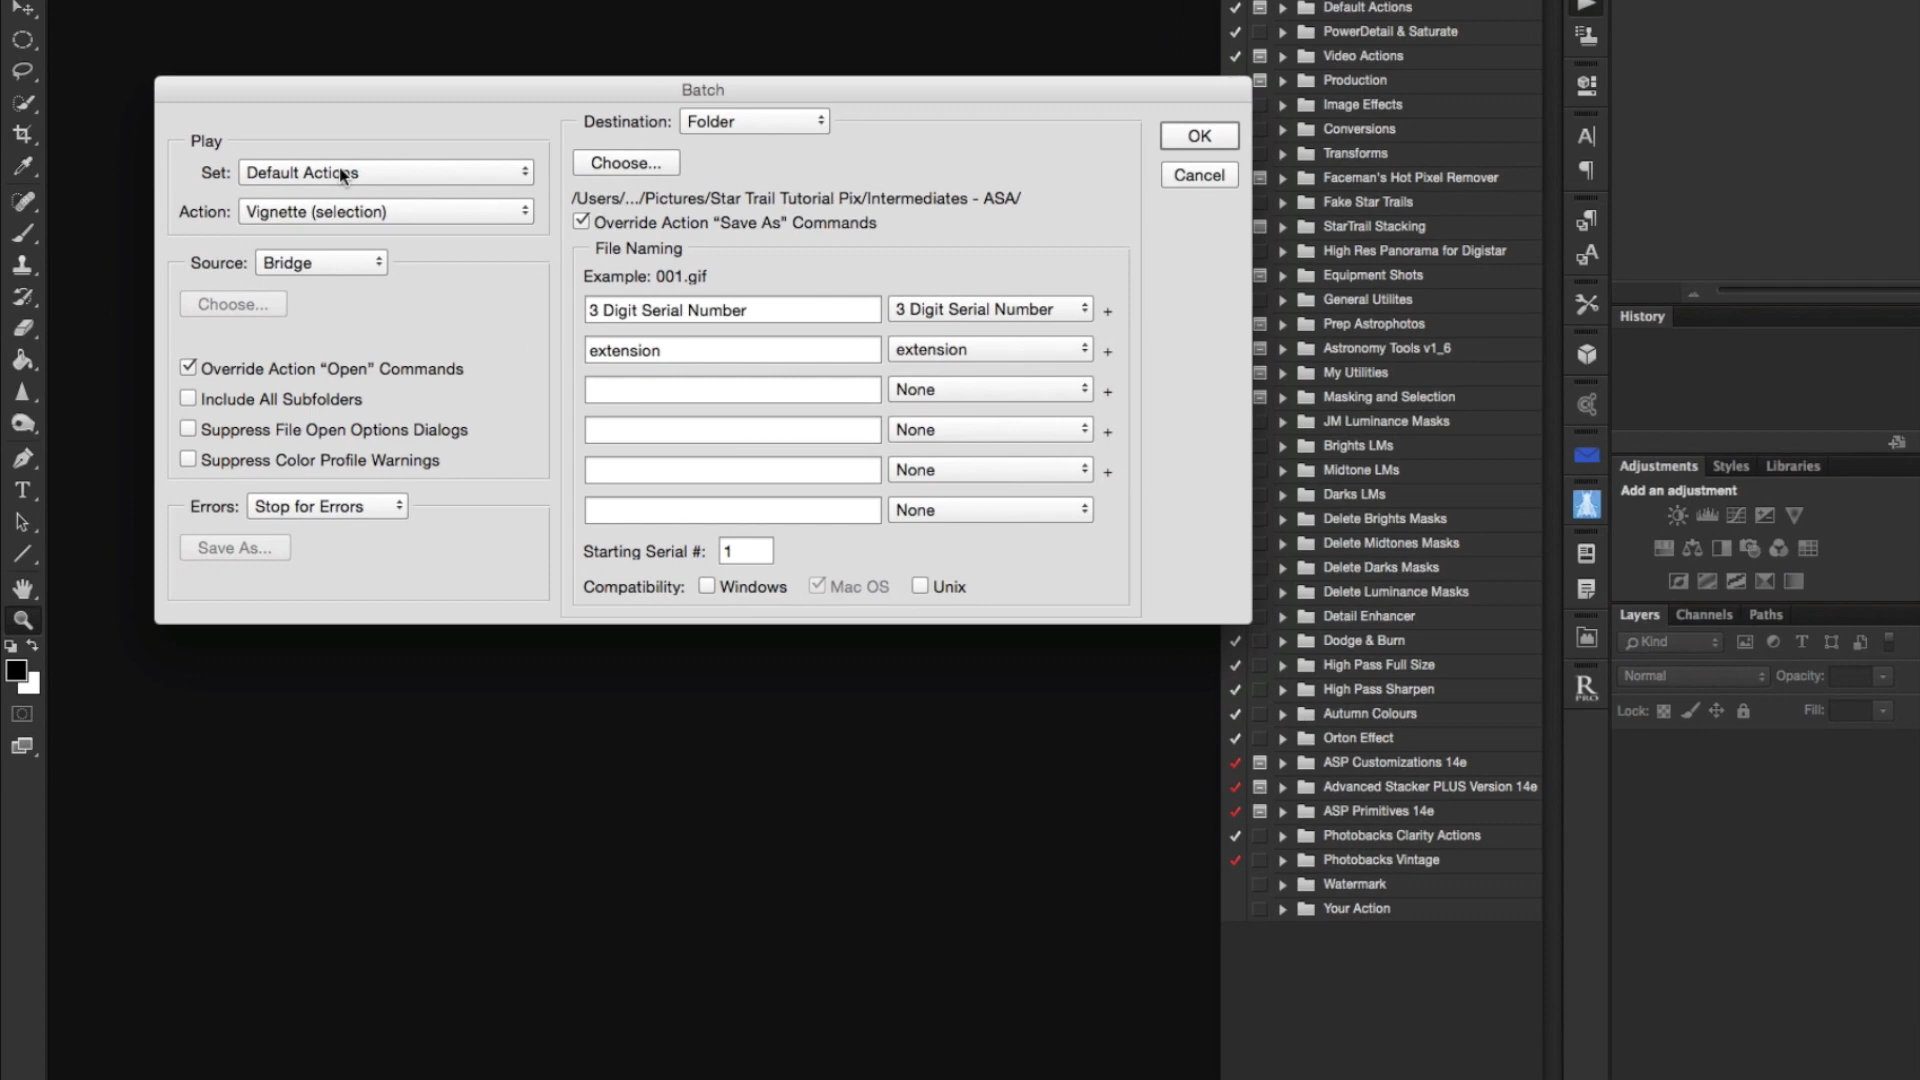 Batch
Play
Set: Default Actions
Action: Vignette (selection)
Source: Bridge
Choose...
Override Action “Open” Commands
Include All Subfolders
Suppress File Open Options Dialogs
Suppress Color Profile Warnings
Errors: Stop for Errors
Save As...
Destination: Folder
Choose...
/Users/.../Pictures/Star Trail Tutorial Pix/Intermediates - ASA/
Override Action “Save As” Commands
File Naming
Example: 001.gif
3 Digit Serial Number 3 Digit Serial Number +
extension extension +
None +
None +
None +
None
Starting Serial #: 1
Compatibility: Windows Mac OS Unix
OK
Cancel
Default Actions
PowerDetail & Saturate
Video Actions
Production
Image Effects
Conversions
Transforms
Faceman's Hot Pixel Remover
Fake Star Trails
StarTrail Stacking
High Res Panorama for Digistar
Equipment Shots
General Utilites
Prep Astrophotos
Astronomy Tools v1_6
My Utilities
Masking and Selection
JM Luminance Masks
Brights LMs
Midtone LMs
Darks LMs
Delete Brights Masks
Delete Midtones Masks
Delete Darks Masks
Delete Luminance Masks
Detail Enhancer
Dodge & Burn
High Pass Full Size
High Pass Sharpen
Autumn Colours
Orton Effect
ASP Customizations 14e
Advanced Stacker PLUS Version 14e
ASP Primitives 14e
Photobacks Clarity Actions
Photobacks Vintage
Watermark
Your Action
R
PRO
History
Adjustments Styles Libraries
Add an adjustment
Layers Channels Paths
Kind
Normal Opacity:
Lock: Fill: